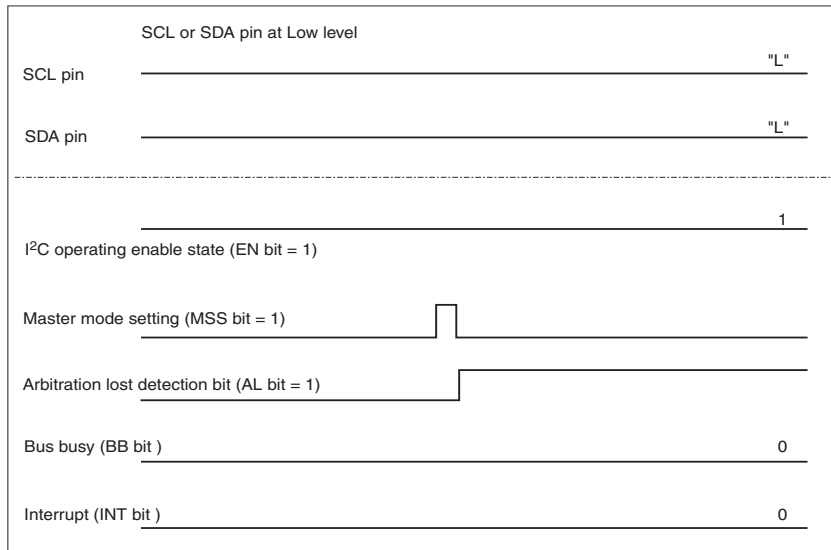 SCL or SDA pin at Low level
SCL pin "L"
SDA pin "L"
1
I²C operating enable state (EN bit = 1)
Master mode setting (MSS bit = 1)
Arbitration lost detection bit (AL bit = 1)
Bus busy (BB bit ) 0
Interrupt (INT bit ) 0